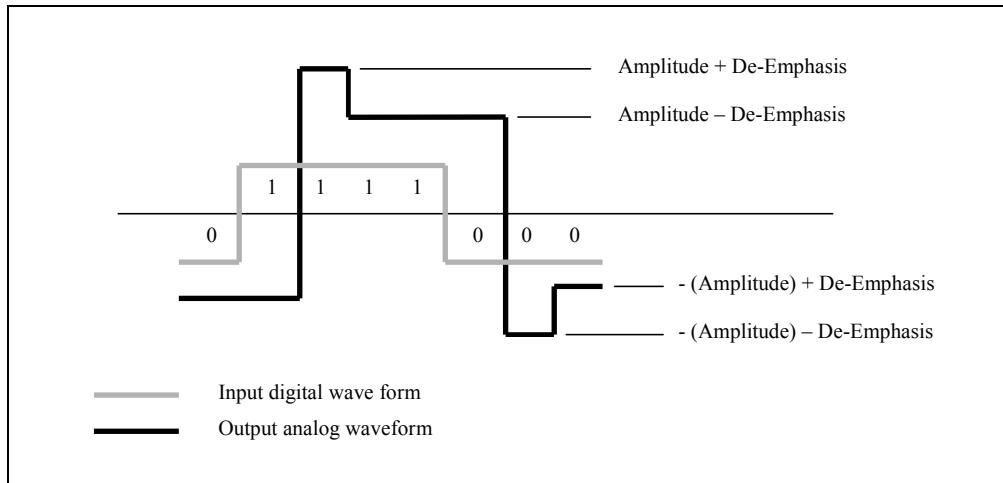 Amplitude + De-Emphasis
Amplitude – De-Emphasis
1 1 1 1
0 0 0 0
- (Amplitude) + De-Emphasis
- (Amplitude) – De-Emphasis
Input digital wave form
Output analog waveform